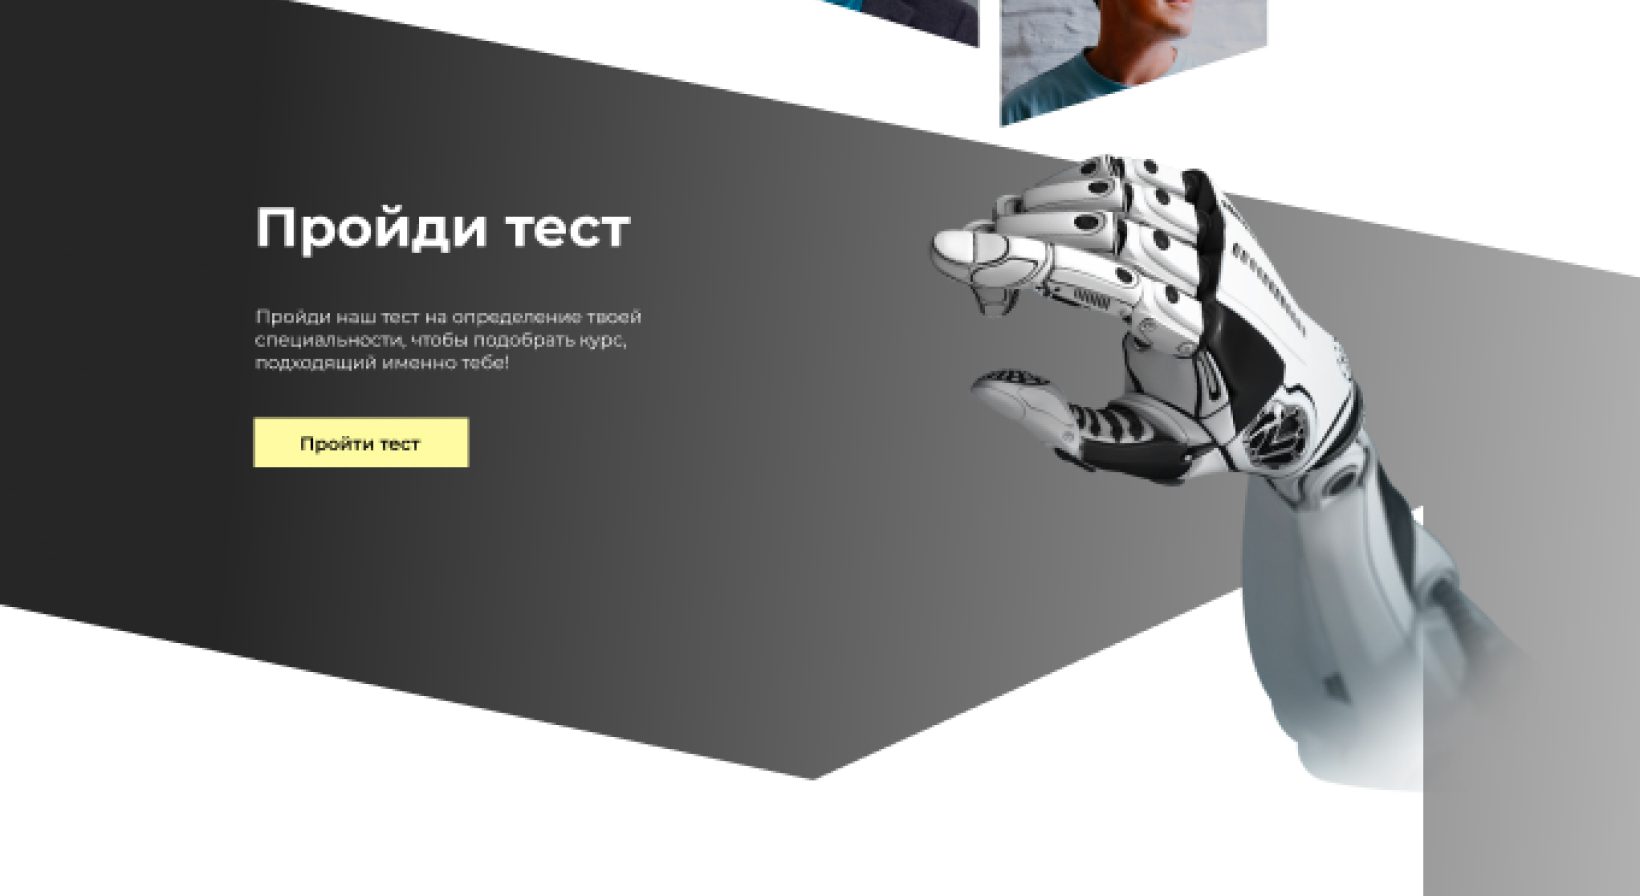 Пройди тест
Пройди наш тест на определение твоей
специальности, чтобы подобрать курс,
подходящий именно тебе!
Пройти тест